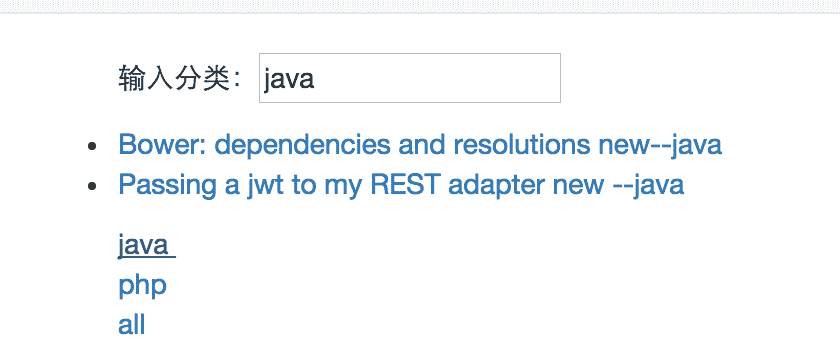 输入分类： java
Bower: dependencies and resolutions new--java
Passing a jwt to my REST adapter new --java
java
php
all